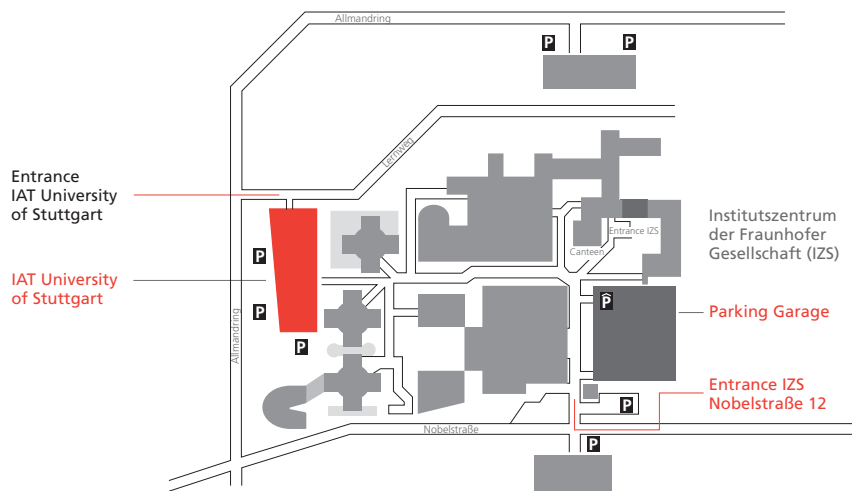 Allmandring
P
P
Lernweg
Entrance
IAT University
of Stuttgart
Entrance IZS
Canteen
Institutszentrum
der Fraunhofer
Gesellschaft (IZS)
P
IAT University
of Stuttgart
P
P
Parking Garage
P
Allmandring
Entrance IZS
Nobelstraße 12
P
Nobelstraße
P